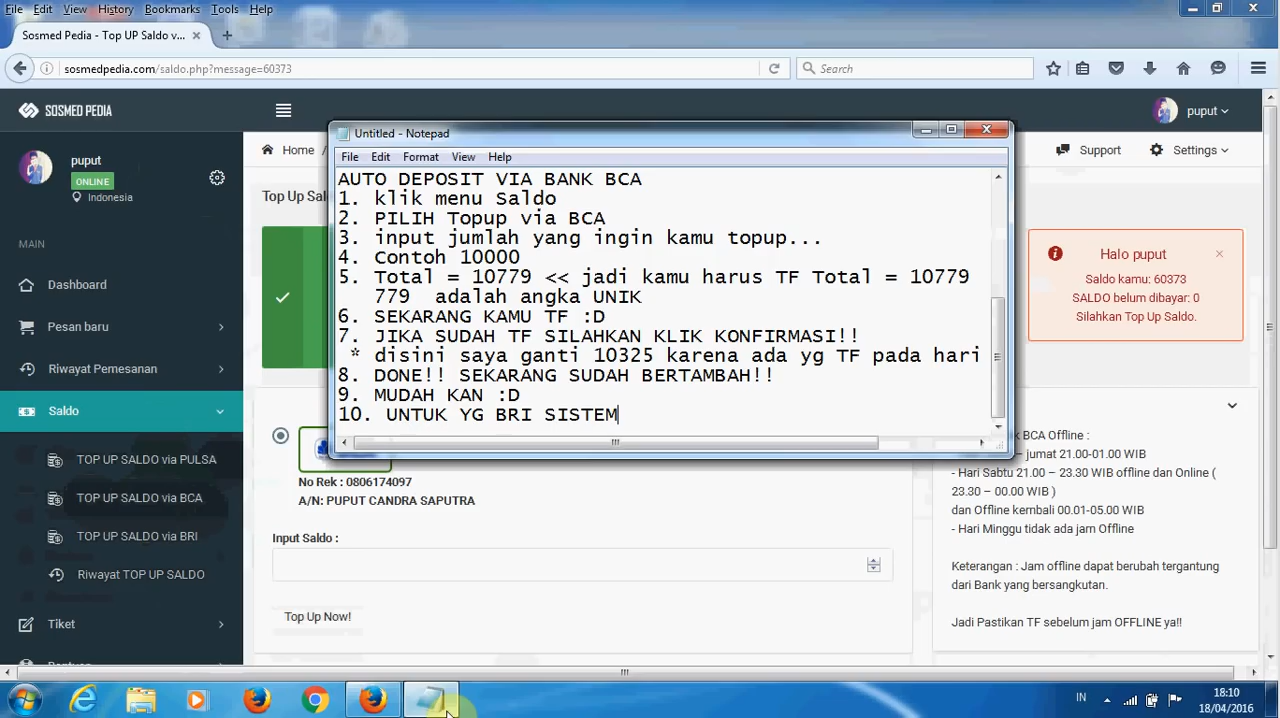 File Edit View History Bookmarks Tools Help
Sosmed Pedia - Top UP Saldo v...
sosmedpedia.com/saldo.php?message=60373
Search
SOSMED PEDIA
puput
puput
ONLINE
Indonesia
MAIN
Dashboard
Pesan baru
Riwayat Pemesanan
Saldo
TOP UP SALDO via PULSA
TOP UP SALDO via BCA
TOP UP SALDO via BRI
Riwayat TOP UP SALDO
Tiket
Home /
Support
Settings
Top Up Sal
Untitled - Notepad
File Edit Format View Help
AUTO DEPOSIT VIA BANK BCA
1. klik menu Saldo
2. PILIH Topup via BCA
3. input jumlah yang ingin kamu topup...
4. Contoh 10000
5. Total = 10779 << jadi kamu harus TF Total = 10779
779 adalah angka UNIK
6. SEKARANG KAMU TF :D
7. JIKA SUDAH TF SILAHKAN KLIK KONFIRMASI!!
* disini saya ganti 10325 karena ada yg TF pada hari
8. DONE!! SEKARANG SUDAH BERTAMBAH!!
9. MUDAH KAN :D
10. UNTUK YG BRI SISTEM
Halo puput
Saldo kamu: 60373
SALDO belum dibayar: 0
Silahkan Top Up Saldo.
No Rek : 0806174097
A/N: PUPUT CANDRA SAPUTRA
Input Saldo :
Top Up Now!
BCA Offline :
– jumat 21.00-01.00 WIB
- Hari Sabtu 21.00 – 23.30 WIB offline dan Online (
23.30 – 00.00 WIB )
dan Offline kembali 00.01-05.00 WIB
- Hari Minggu tidak ada jam Offline
Keterangan : Jam offline dapat berubah tergantung
dari Bank yang bersangkutan.
Jadi Pastikan TF sebelum jam OFFLINE ya!!
IN
18:10
18/04/2016